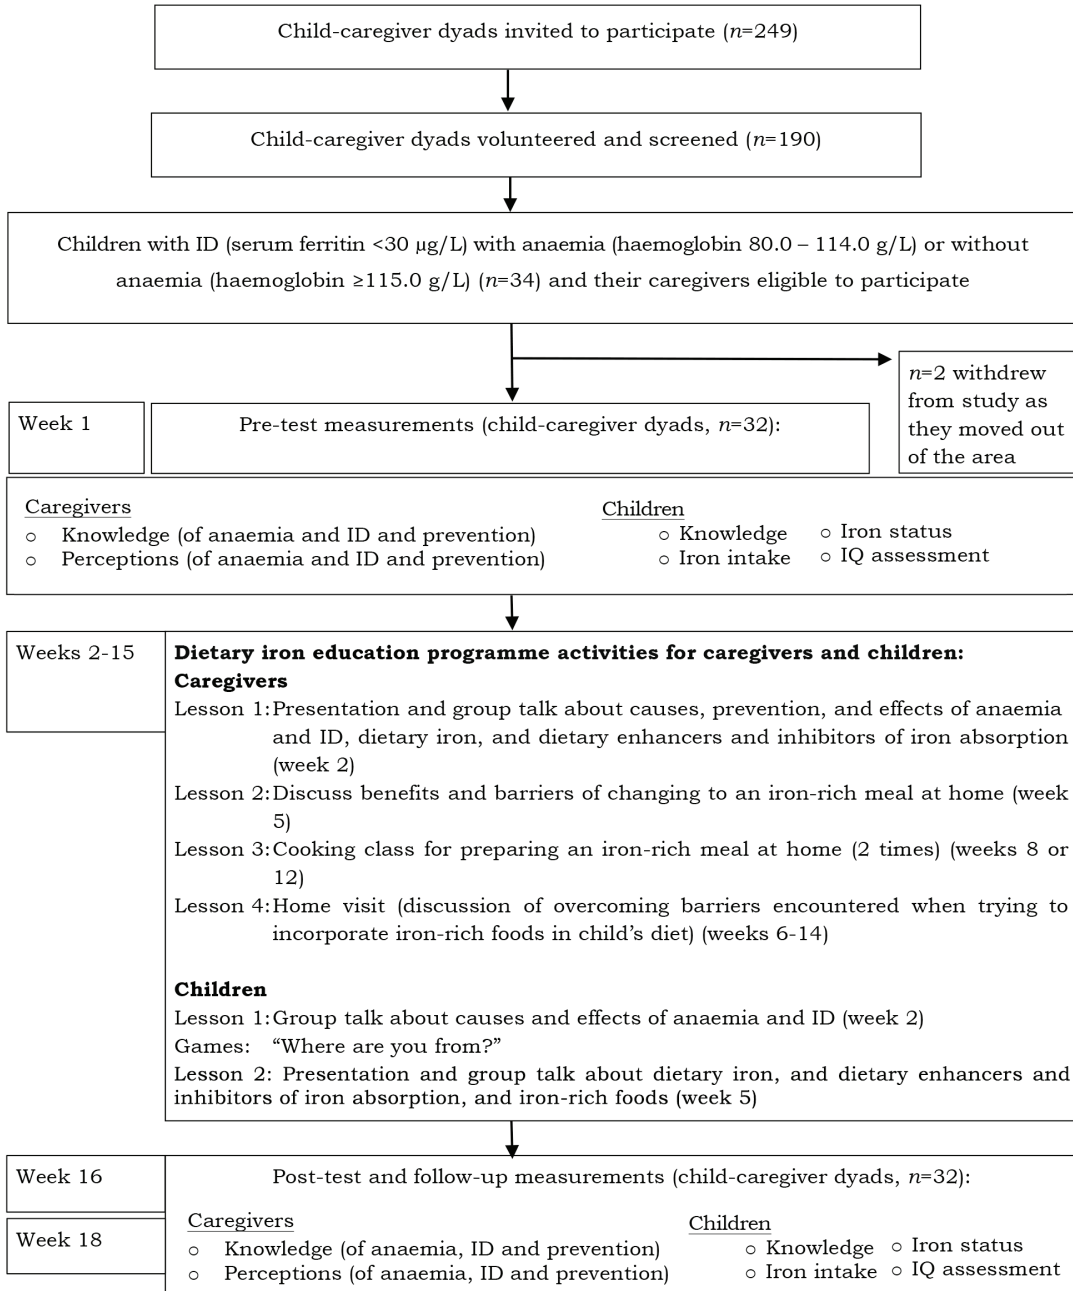 Child-caregiver dyads invited to participate (n=249)
Child-caregiver dyads volunteered and screened (n=190)
Children with ID (serum ferritin <30 µg/L) with anaemia (haemoglobin 80.0 – 114.0 g/L) or without
anaemia (haemoglobin ≥115.0 g/L) (n=34) and their caregivers eligible to participate
n=2 withdrew
from study as
they moved out
of the area
Week 1
Pre-test measurements (child-caregiver dyads, n=32):
Caregivers
o Knowledge (of anaemia and ID and prevention)
o Perceptions (of anaemia and ID and prevention)
Children
o Knowledge
o Iron intake
o Iron status
o IQ assessment
Weeks 2-15
Dietary iron education programme activities for caregivers and children:
Caregivers
Lesson 1: Presentation and group talk about causes, prevention, and effects of anaemia
and ID, dietary iron, and dietary enhancers and inhibitors of iron absorption
(week 2)
Lesson 2: Discuss benefits and barriers of changing to an iron-rich meal at home (week
5)
Lesson 3: Cooking class for preparing an iron-rich meal at home (2 times) (weeks 8 or
12)
Lesson 4: Home visit (discussion of overcoming barriers encountered when trying to
incorporate iron-rich foods in child’s diet) (weeks 6-14)
Children
Lesson 1: Group talk about causes and effects of anaemia and ID (week 2)
Games: “Where are you from?”
Lesson 2: Presentation and group talk about dietary iron, and dietary enhancers and
inhibitors of iron absorption, and iron-rich foods (week 5)
Week 16
Post-test and follow-up measurements (child-caregiver dyads, n=32):
Week 18
Caregivers
o Knowledge (of anaemia, ID and prevention)
o Perceptions (of anaemia, ID and prevention)
Children
o Knowledge
o Iron intake
o Iron status
o IQ assessment